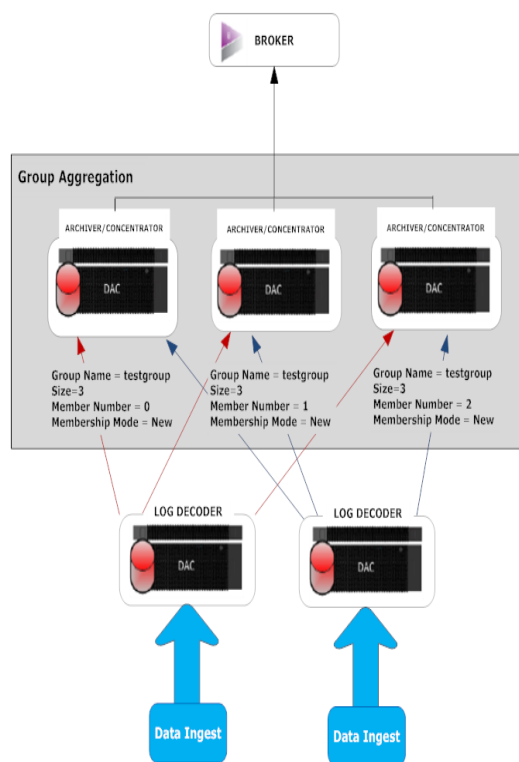 BROKER
Group Aggregation
ARCHIVER/CONCENTRATOR
ARCHIVER/CONCENTRATOR
ARCHIVER/CONCENTRATOR
DAC
DAC
DAC
Group Name = testgroup
Size=3
Member Number = 0
Membership Mode = New
Group Name = testgroup
Size=3
Member Number = 1
Membership Mode = New
Group Name = testgroup
Size=3
Member Number = 2
Membership Mode = New
LOG DECODER
LOG DECODER
DAC
DAC
Data Ingest
Data Ingest